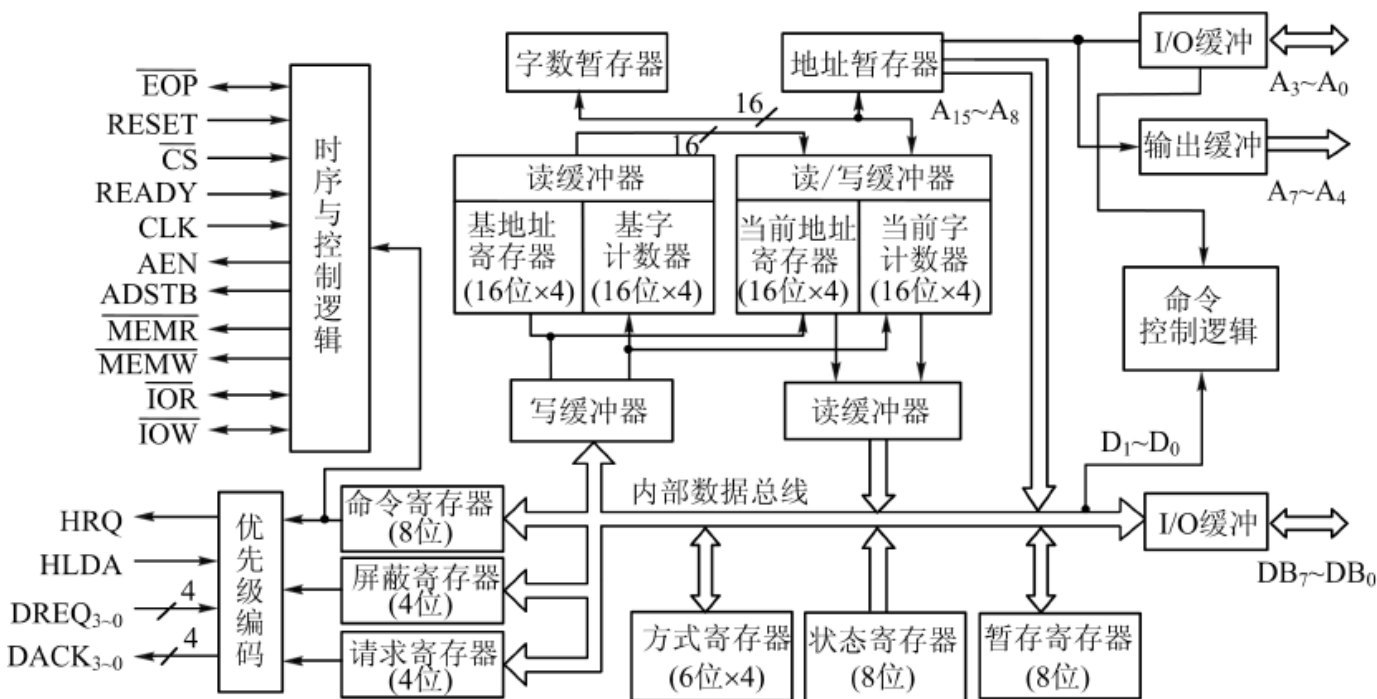 EOP
RESET
CS
READY
CLK
AEN
ADSTB
MEMR
MEMW
IOR
IOW
时序与控制逻辑
字数暂存器
地址暂存器
I/O缓冲
A3~A0
16
16
A15~A8
输出缓冲
A7~A4
读缓冲器
基地址
寄存器
(16位×4)
基字
计数器
(16位×4)
读/写缓冲器
当前地址
寄存器
(16位×4)
当前字
计数器
(16位×4)
命令
控制逻辑
写缓冲器
读缓冲器
D1~D0
内部数据总线
HRQ
HLDA
DREQ3~0
4
DACK3~0
4
优先级编码
命令寄存器
(8位)
屏蔽寄存器
(4位)
请求寄存器
(4位)
方式寄存器
(6位×4)
状态寄存器
(8位)
暂存寄存器
(8位)
I/O缓冲
DB7~DB0